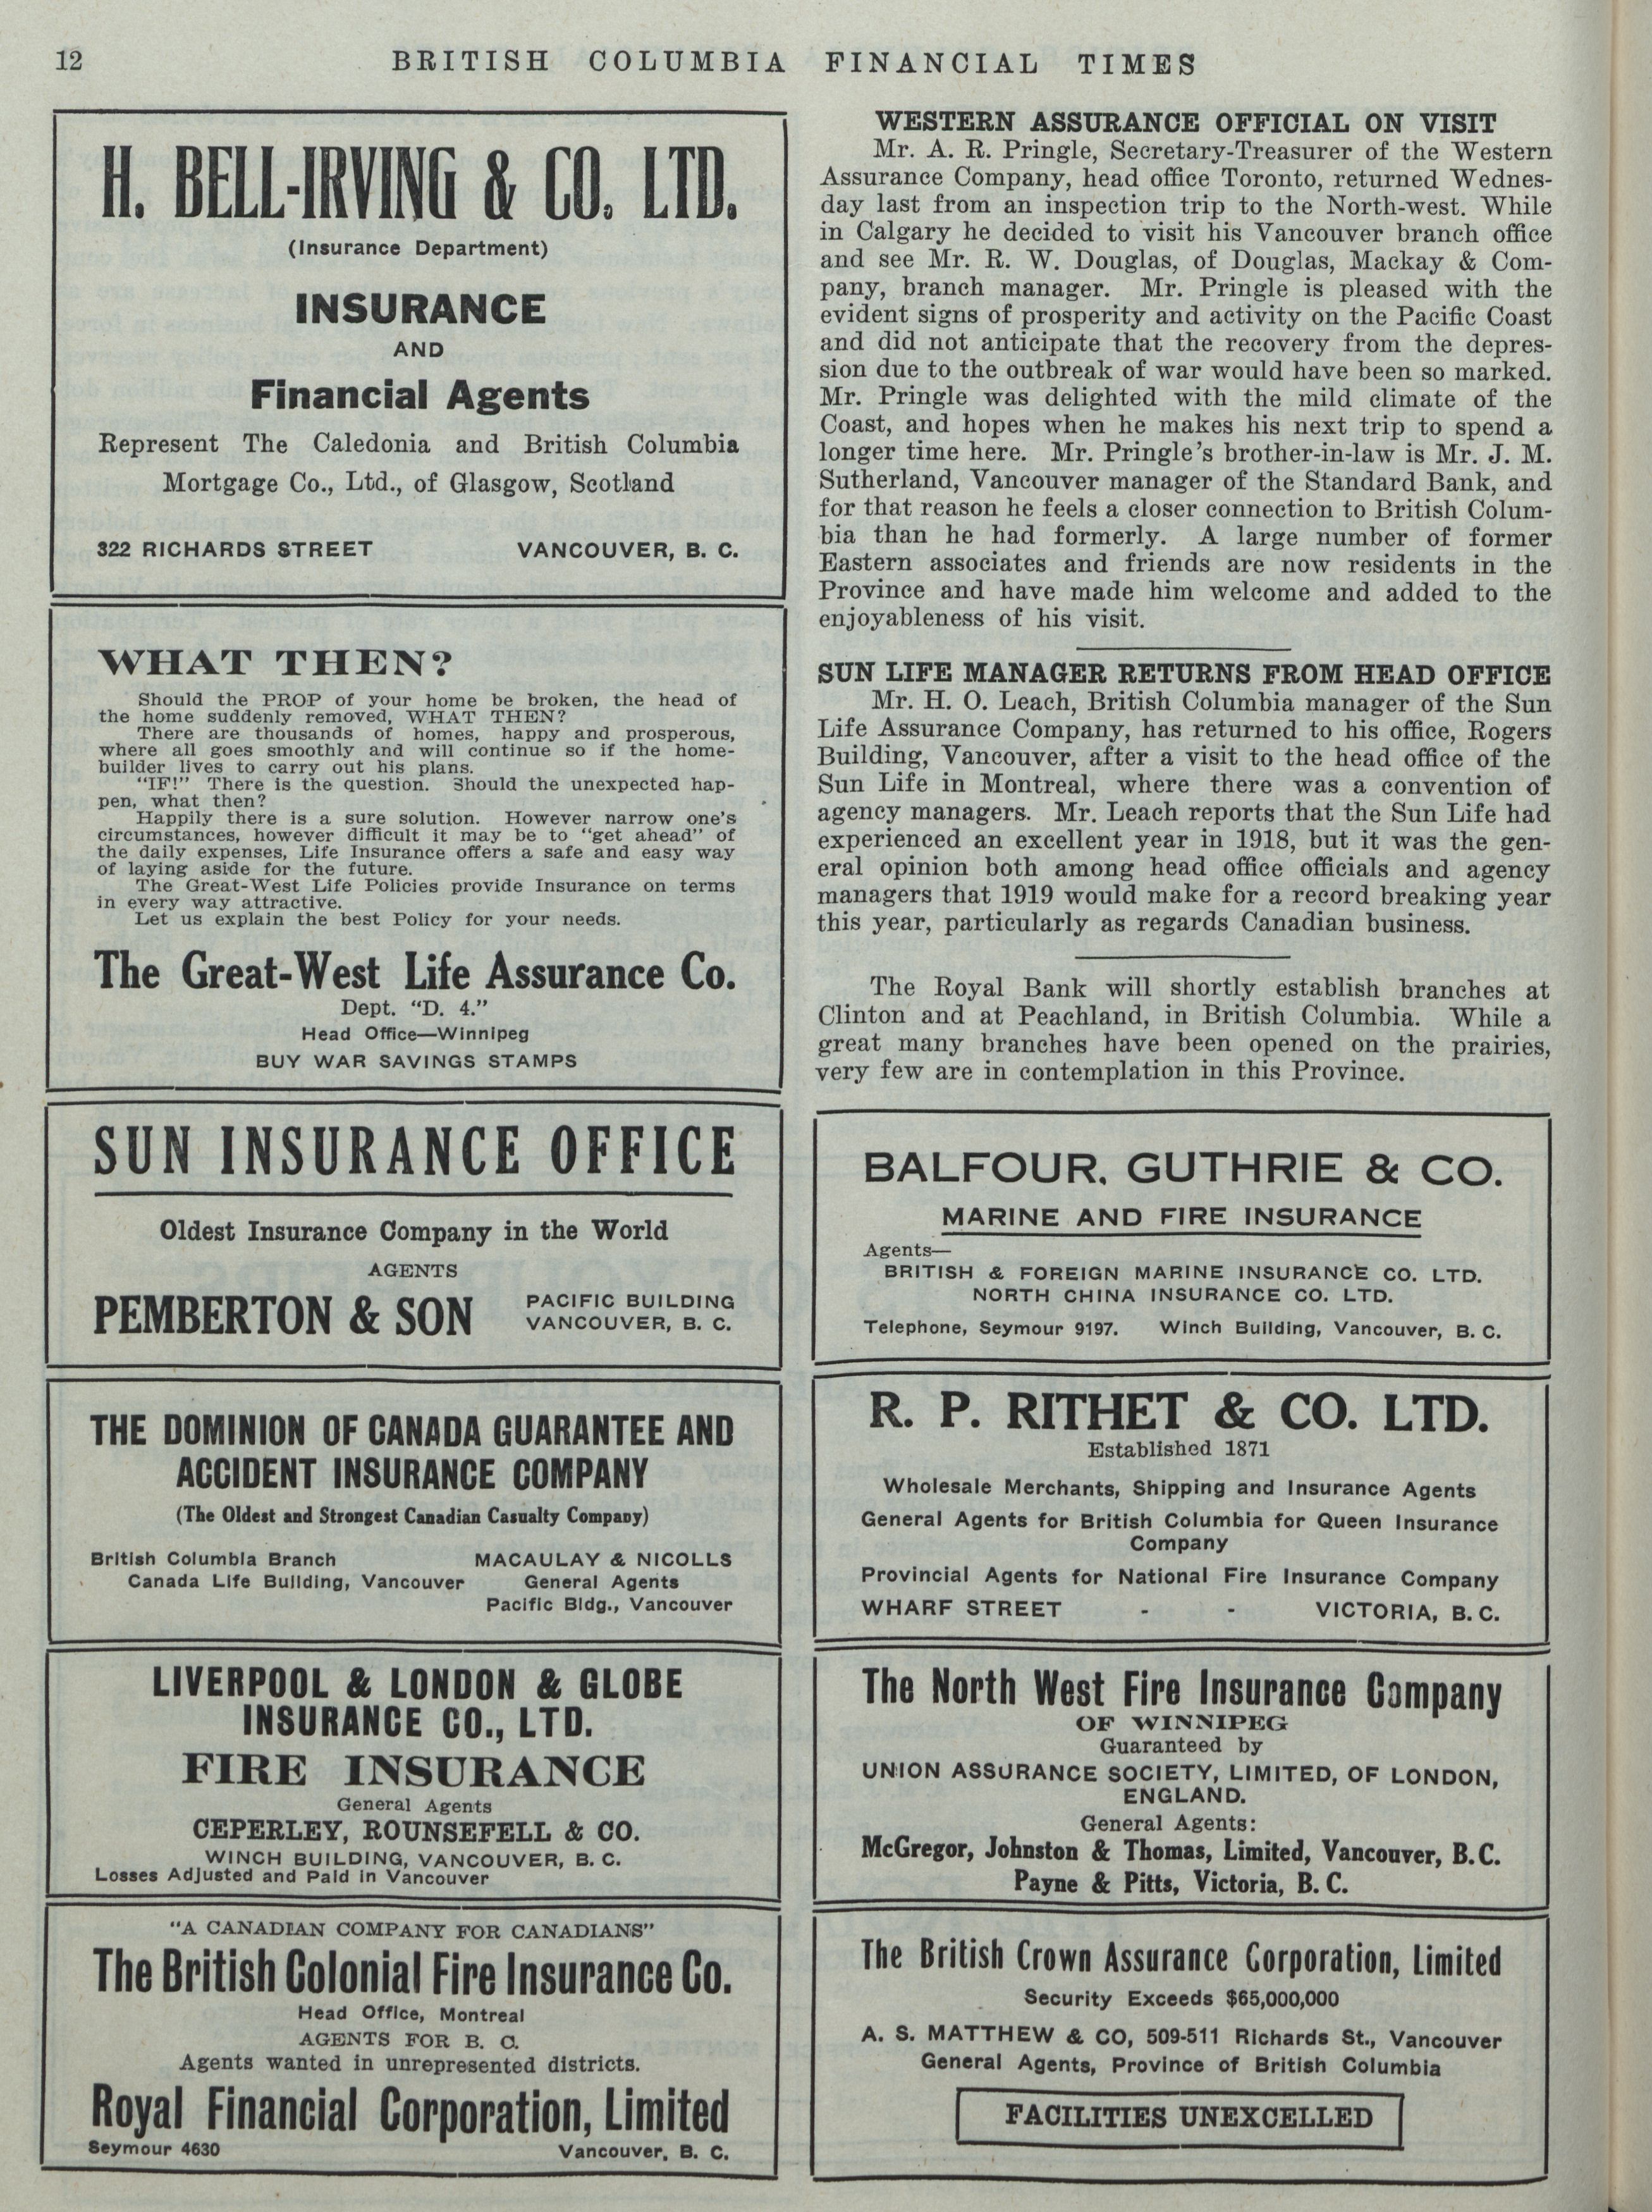 12
BRITISH COLUMBIA FINANCIAL TIMES
H. BELL-IRVING & CO. LTD.
(Insurance Department)
INSURANCE
AND
Financial Agents
Represent The Caledonia and British Columbia
Mortgage Co., Ltd., of Glasgow, Scotland
322 RICHARDS STREET VANCOUVER, B. C.
WHAT THEN?
Should the PROP of your home be broken, the head of
the home suddenly removed, WHAT THEN?
There are thousands of homes, happy and prosperous,
where all goes smoothly and will continue so if the home-
builder lives to carry out his plans.
"IF!" There is the question. Should the unexpected hap-
pen, what then?
Happily there is a sure solution. However narrow one's
circumstances, however difficult it may be to "get ahead" of
the daily expenses, Life Insurance offers a safe and easy way
of laying aside for the future.
The Great-West Life Policies provide Insurance on terms
in every way attractive.
Let us explain the best Policy for your needs.
The Great-West Life Assurance Co.
Dept. "D. 4."
Head Office—Winnipeg
BUY WAR SAVINGS STAMPS
SUN INSURANCE OFFICE
Oldest Insurance Company in the World
AGENTS
PEMBERTON & SON
PACIFIC BUILDING
VANCOUVER, B. C.
THE DOMINION OF CANADA GUARANTEE AND
ACCIDENT INSURANCE COMPANY
(The Oldest and Strongest Canadian Casualty Company)
British Columbia Branch
Canada Life Building, Vancouver
MACAULAY & NICOLLS
General Agents
Pacific Bldg., Vancouver
LIVERPOOL & LONDON & GLOBE
INSURANCE CO., LTD.
FIRE INSURANCE
General Agents
CEPERLEY, ROUNSEFELL & CO.
WINCH BUILDING, VANCOUVER, B. C.
Losses Adjusted and Paid in Vancouver
"A CANADIAN COMPANY FOR CANADIANS"
The British Colonial Fire Insurance Co.
Head Office, Montreal
AGENTS FOR B. C.
Agents wanted in unrepresented districts.
Royal Financial Corporation, Limited
Seymour 4630 Vancouver, B. C.
WESTERN ASSURANCE OFFICIAL ON VISIT
Mr. A. R. Pringle, Secretary-Treasurer of the Western
Assurance Company, head office Toronto, returned Wednes-
day last from an inspection trip to the North-west. While
in Calgary he decided to visit his Vancouver branch office
and see Mr. R. W. Douglas, of Douglas, Mackay & Com-
pany, branch manager. Mr. Pringle is pleased with the
evident signs of prosperity and activity on the Pacific Coast
and did not anticipate that the recovery from the depres-
sion due to the outbreak of war would have been so marked.
Mr. Pringle was delighted with the mild climate of the
Coast, and hopes when he makes his next trip to spend a
longer time here. Mr. Pringle's brother-in-law is Mr. J. M.
Sutherland, Vancouver manager of the Standard Bank, and
for that reason he feels a closer connection to British Colum-
bia than he had formerly. A large number of former
Eastern associates and friends are now residents in the
Province and have made him welcome and added to the
enjoyableness of his visit.
SUN LIFE MANAGER RETURNS FROM HEAD OFFICE
Mr. H. O. Leach, British Columbia manager of the Sun
Life Assurance Company, has returned to his office, Rogers
Building, Vancouver, after a visit to the head office of the
Sun Life in Montreal, where there was a convention of
agency managers. Mr. Leach reports that the Sun Life had
experienced an excellent year in 1918, but it was the gen-
eral opinion both among head office officials and agency
managers that 1919 would make for a record breaking year
this year, particularly as regards Canadian business.
The Royal Bank will shortly establish branches at
Clinton and at Peachland, in British Columbia. While a
great many branches have been opened on the prairies,
very few are in contemplation in this Province.
BALFOUR, GUTHRIE & CO.
MARINE AND FIRE INSURANCE
Agents—
BRITISH & FOREIGN MARINE INSURANCE CO. LTD.
NORTH CHINA INSURANCE CO. LTD.
Telephone, Seymour 9197. Winch Building, Vancouver, B. C.
R. P. RITHET & CO. LTD.
Established 1871
Wholesale Merchants, Shipping and Insurance Agents
General Agents for British Columbia for Queen Insurance
Company
Provincial Agents for National Fire Insurance Company
WHARF STREET - - VICTORIA, B. C.
The North West Fire Insurance Company
OF WINNIPEG
Guaranteed by
UNION ASSURANCE SOCIETY, LIMITED, OF LONDON,
ENGLAND.
General Agents:
McGregor, Johnston & Thomas, Limited, Vancouver, B. C.
Payne & Pitts, Victoria, B. C.
The British Crown Assurance Corporation, Limited
Security Exceeds $65,000,000
A. S. MATTHEW & CO, 509-511 Richards St., Vancouver
General Agents, Province of British Columbia
FACILITIES UNEXCELLED